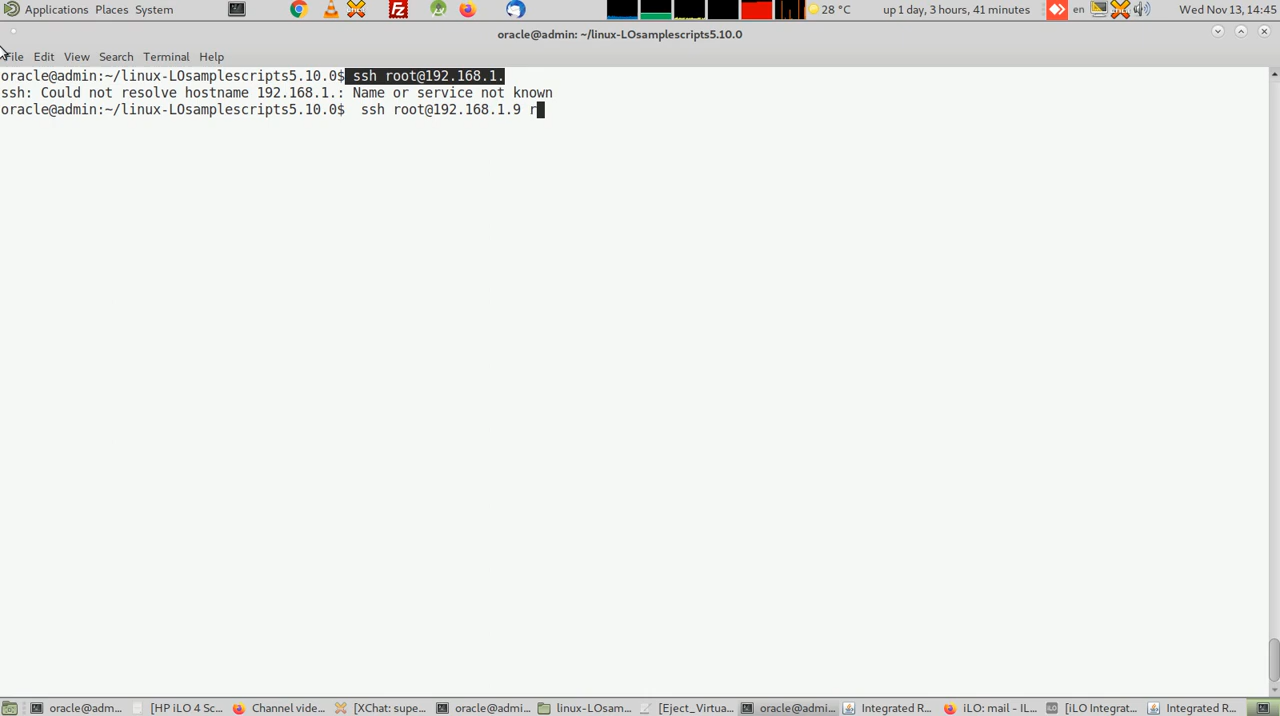 Applications Places System
28 °C
up 1 day, 3 hours, 41 minutes
en
Wed Nov 13, 14:45
oracle@admin: ~/linux-LOsamplescripts5.10.0
File Edit View Search Terminal Help
oracle@admin:~/linux-LOsamplescripts5.10.0$ ssh root@192.168.1.
ssh: Could not resolve hostname 192.168.1.: Name or service not known
oracle@admin:~/linux-LOsamplescripts5.10.0$  ssh root@192.168.1.9 r
oracle@adm... [HP iLO 4 Sc... Channel vide... [XChat: supe... oracle@admi... linux-LOsam... [Eject_Virtua... oracle@admi... Integrated R... iLO: mail - IL... [iLO Integrat... Integrated R...